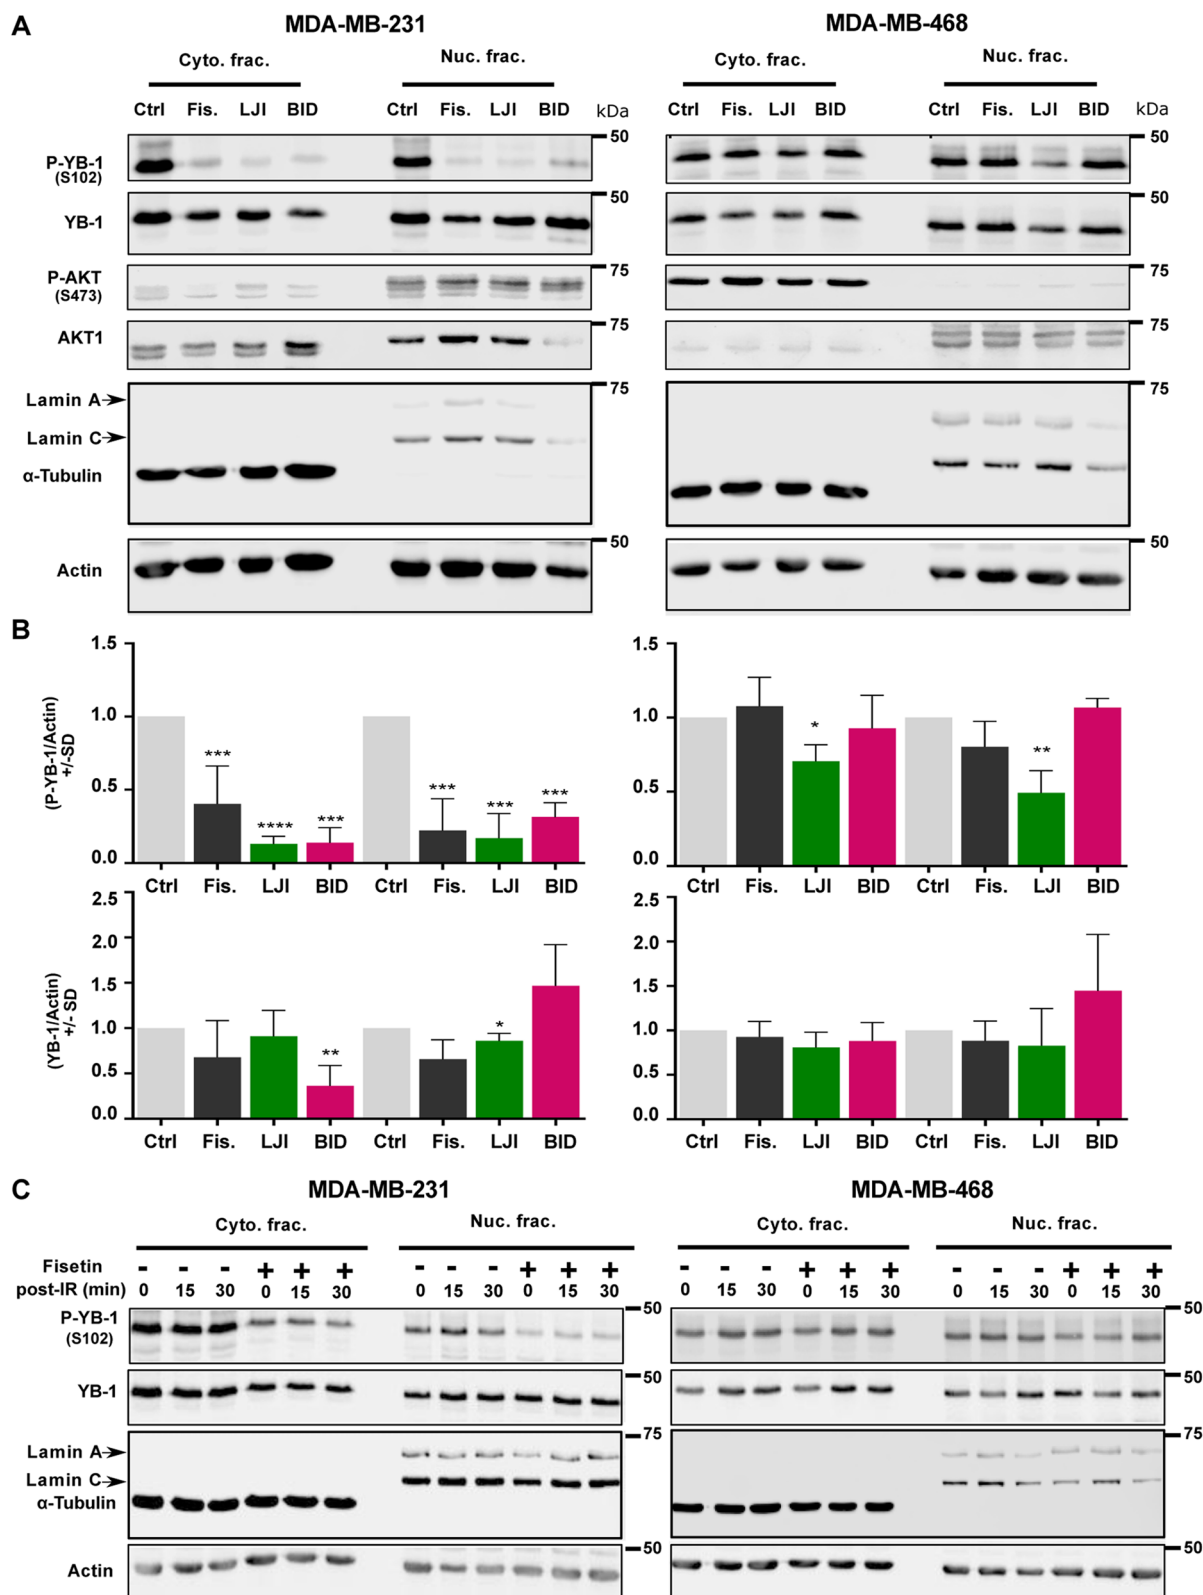 A
MDA-MB-231 MDA-MB-468
Cyto. frac. Nuc. frac. Cyto. frac. Nuc. frac.
Ctrl Fis. LJI BID Ctrl Fis. LJI BID kDa Ctrl Fis. LJI BID Ctrl Fis. LJI BID kDa
P-YB-1 50 50
(S102)
YB-1 50 50
P-AKT 75 75
(S473)
AKT1 75 75
Lamin A 75 75
Lamin C
α-Tubulin
Actin 50 50
B
(P-YB-1/Actin)
+/-SD
1.5 1.5
1.0 1.0
*** **** *** *** *** *** * **
0.5 0.5
0.0 0.0
Ctrl Fis. LJI BID Ctrl Fis. LJI BID Ctrl Fis. LJI BID Ctrl Fis. LJI BID
(YB-1/Actin)
+/- SD
2.5 2.5
2.0 2.0
1.5 1.5
1.0 1.0
** *
0.5 0.5
0.0 0.0
Ctrl Fis. LJI BID Ctrl Fis. LJI BID Ctrl Fis. LJI BID Ctrl Fis. LJI BID
C
MDA-MB-231 MDA-MB-468
Cyto. frac. Nuc. frac. Cyto. frac. Nuc. frac.
Fisetin - - - + + + - - - + + + - - - + + + - - - + + +
post-IR (min) 0 15 30 0 15 30 0 15 30 0 15 30 0 15 30 0 15 30 0 15 30 0 15 30
P-YB-1 50 50
(S102)
YB-1 50 50
Lamin A 75 75
Lamin C
α-Tubulin
Actin 50 50